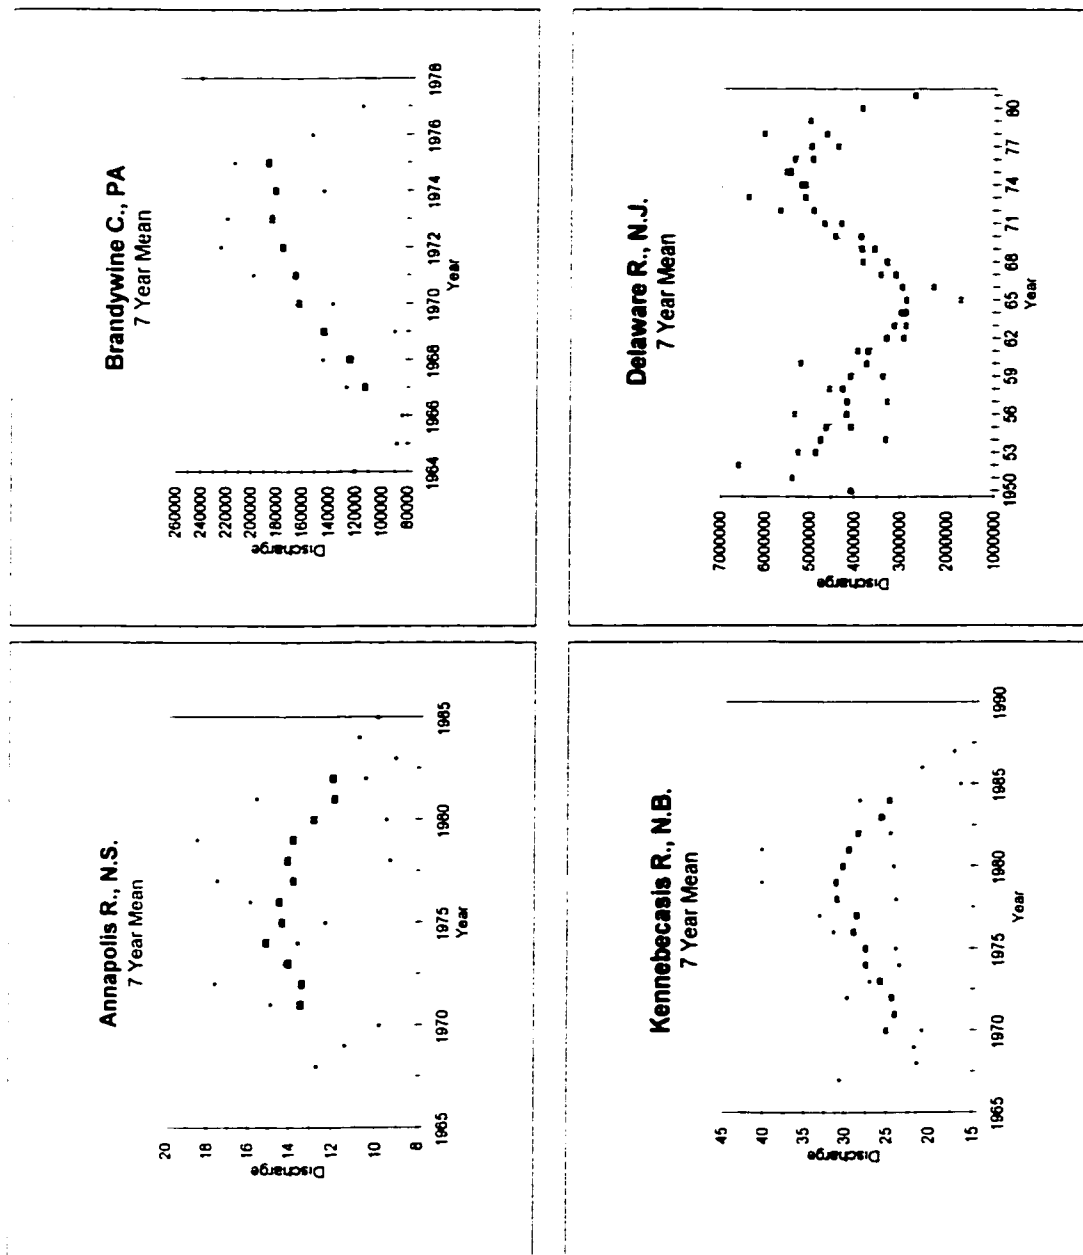 Annapolis R., N.S.
7 Year Mean
20
18
16
14
12
10
8
Discharge
1965 1970 1975 1980 1985
Year
Brandywine C., PA
7 Year Mean
260000
240000
220000
200000
180000
160000
140000
120000
100000
80000
Discharge
1964 1966 1968 1970 1972 1974 1976 1978
Year
Kennebecasis R., N.B.
7 Year Mean
45
40
35
30
25
20
15
Discharge
1965 1970 1975 1980 1985 1990
Year
Delaware R., N.J.
7 Year Mean
7000000
6000000
5000000
4000000
3000000
2000000
1000000
Discharge
1950 53 56 59 62 65 68 71 74 77 80
Year